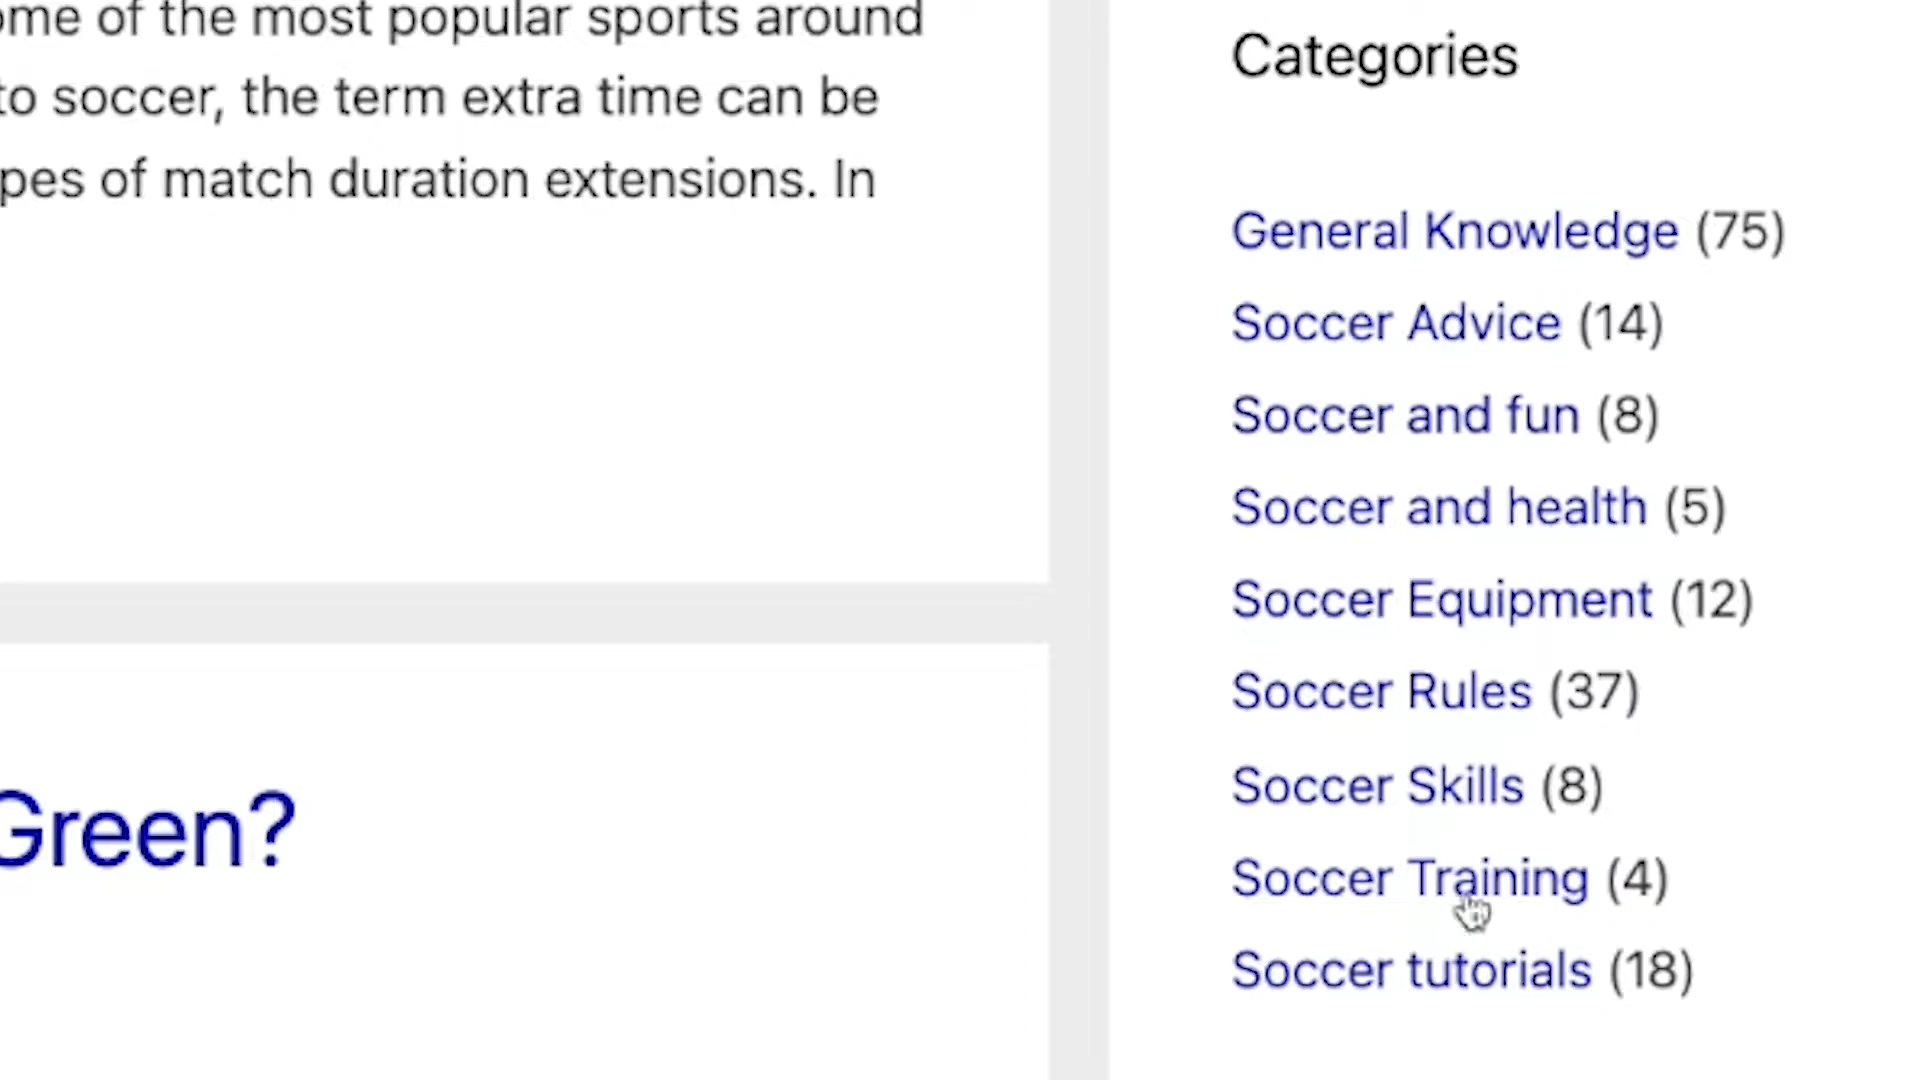 ome of the most popular sports around
to soccer, the term extra time can be
pes of match duration extensions. In
Green?
Categories
General Knowledge (75)
Soccer Advice (14)
Soccer and fun (8)
Soccer and health (5)
Soccer Equipment (12)
Soccer Rules (37)
Soccer Skills (8)
Soccer Training (4)
Soccer tutorials (18)